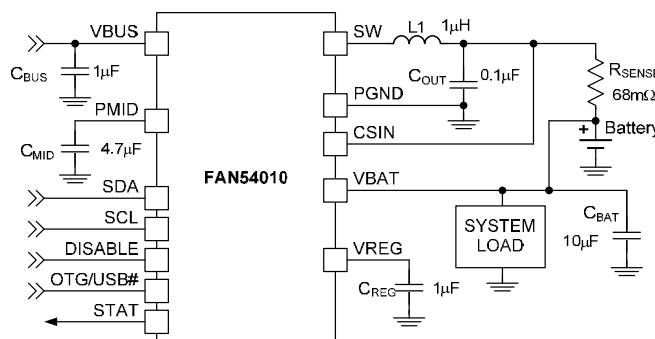 VBUS
CBUS
1μF
PMID
CMID
4.7μF
SDA
SCL
DISABLE
OTG/USB#
STAT
FAN54010
SW
L1
1μH
COUT
0.1μF
RSENSE
68mΩ
PGND
CSIN
+
Battery
VBAT
SYSTEM
LOAD
CBAT
10μF
VREG
CREG
1μF